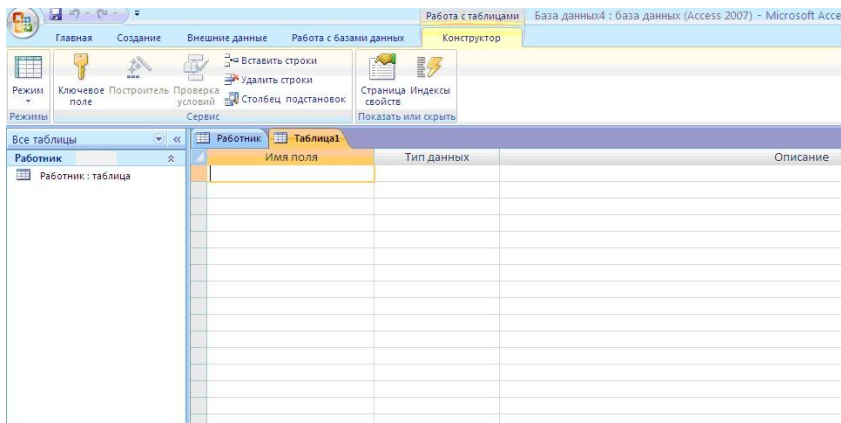 Работа с таблицами База данных4 : база данных (Access 2007) - Microsoft Acce
Главная Создание Внешние данные Работа с базами данных Конструктор
Режим
Ключевое поле
Построитель
Проверка условий
Вставить строки
Удалить строки
Столбец подстановок
Страница свойств
Индексы
Режимы Сервис Показать или скрыть
Все таблицы
Работник Таблица1
Работник
Имя поля Тип данных Описание
Работник : таблица